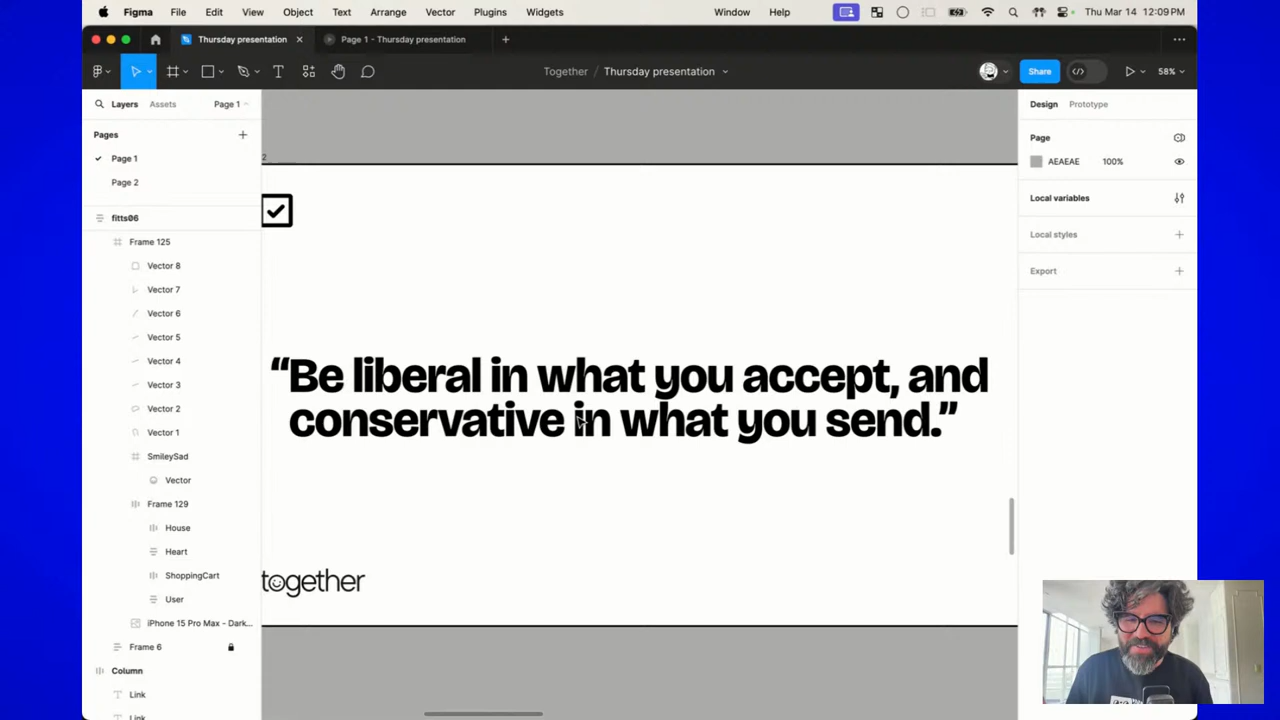 Figma File Edit View Object Text Arrange Vector Plugins Widgets Window Help Thu Mar 14 12:09 PM
Thursday presentation Page 1 - Thursday presentation
Together / Thursday presentation Share 58%
Layers Assets Page 1
Design Prototype
Pages
Page
Page 1
AEAEAE 100%
Page 2
Local variables
fitts06
Local styles
Frame 125
Vector 8
Export
Vector 7
Vector 6
Vector 5
Vector 4
Vector 3
Vector 2
Vector 1
SmileySad
Vector
Frame 129
House
Heart
ShoppingCart
User
iPhone 15 Pro Max - Dark...
Frame 6
Column
Link
Link
2
“Be liberal in what you accept, and
conservative in what you send.”
together